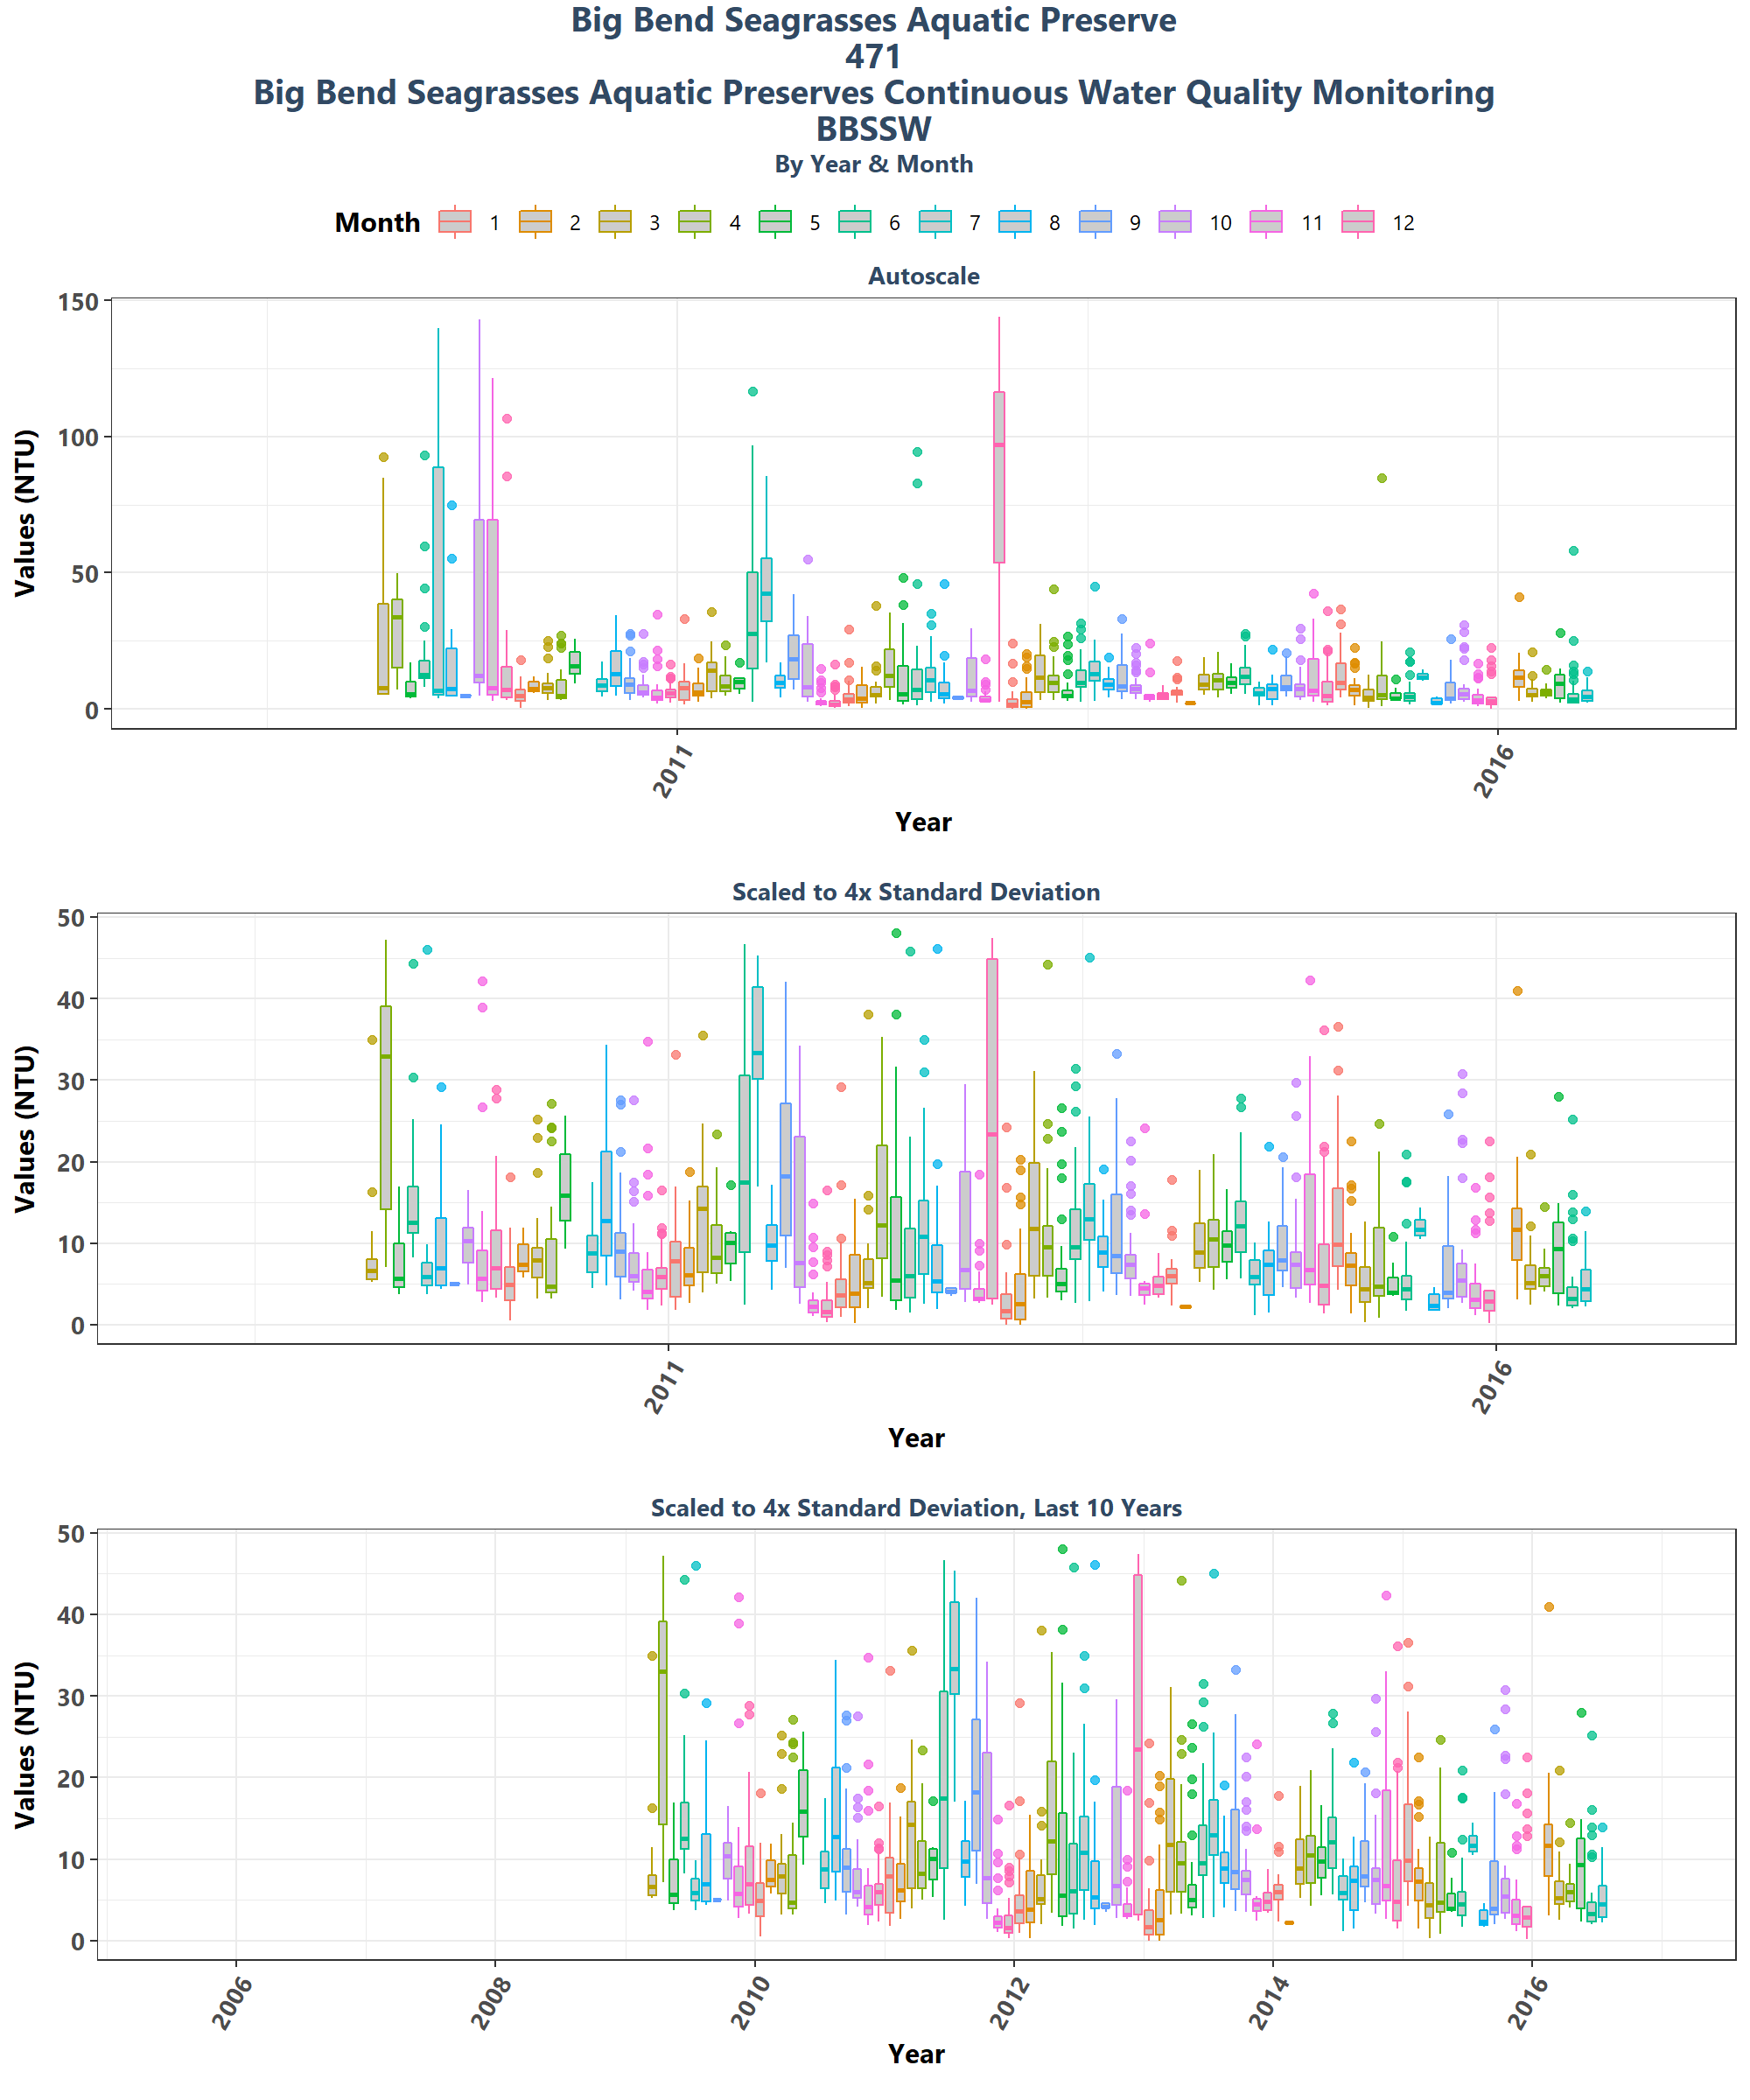 Big Bend Seagrasses Aquatic Preserve
471
Big Bend Seagrasses Aquatic Preserves Continuous Water Quality Monitoring
BBSSW
By Year & Month
Month 1 2 3 4 5 6 7 8 9 10 11 12
Autoscale
150
100
50
0
Values (NTU)
2011 2016
Year
Scaled to 4x Standard Deviation
50
40
30
20
10
0
Values (NTU)
2011 2016
Year
Scaled to 4x Standard Deviation, Last 10 Years
50
40
30
20
10
0
Values (NTU)
2006 2008 2010 2012 2014 2016
Year